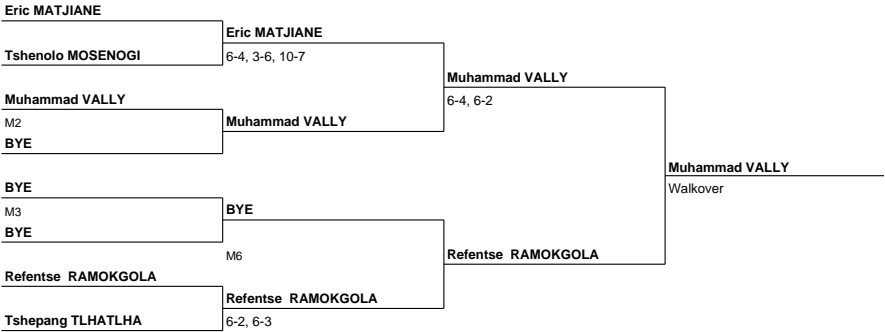 Eric MATJIANE
Eric MATJIANE
Tshenolo MOSENOGI
6-4, 3-6, 10-7
Muhammad VALLY
Muhammad VALLY
6-4, 6-2
M2
Muhammad VALLY
BYE
Muhammad VALLY
BYE
Walkover
M3
BYE
BYE
M6
Refentse RAMOKGOLA
Refentse RAMOKGOLA
Refentse RAMOKGOLA
Tshepang TLHATLHA
6-2, 6-3